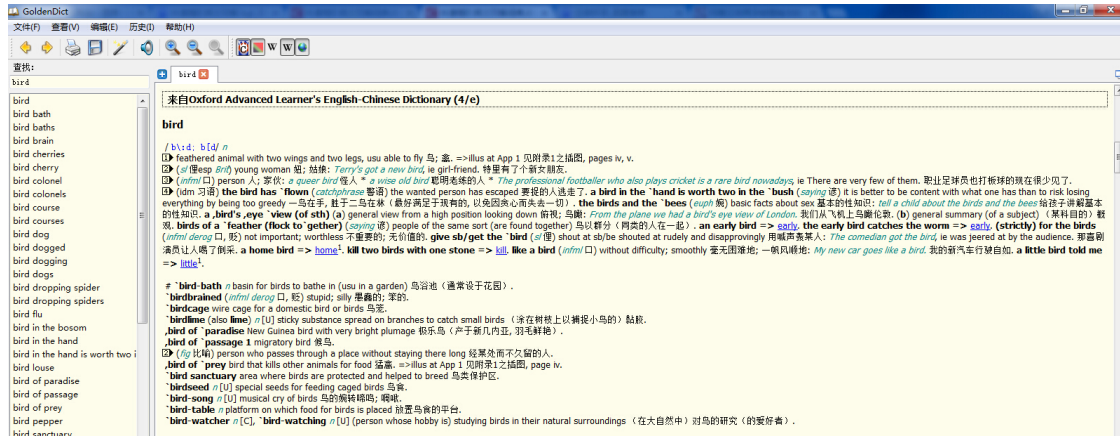 GoldenDict
文件(F) 查看(V) 编辑(E) 历史(I) 帮助(H)
查找:
bird
bird
bird bath
bird baths
bird brain
bird cherries
bird cherry
bird colonel
bird colonels
bird course
bird courses
bird dog
bird dogged
bird dogging
bird dogs
bird dropping spider
bird dropping spiders
bird flu
bird in the bosom
bird in the hand
bird in the hand is worth two i
bird louse
bird of paradise
bird of passage
bird of prey
bird pepper
bird sanctuary
bird
来自Oxford Advanced Learner's English-Chinese Dictionary (4/e)
bird
/ bɜ:d; bɝd/ n
1 feathered animal with two wings and two legs, usu able to fly 鸟; 禽. =>illus at App 1 见附录1之插图, pages iv, v.
2 (sl 俚esp Brit) young woman 妞; 姑娘: Terry's got a new bird, ie girl-friend. 特里有了个新女朋友.
3 (infml 口) person 人; 家伙: a queer bird 怪人 * a wise old bird 聪明老练的人 * The professional footballer who also plays cricket is a rare bird nowadays, ie There are very few of them. 职业足球员也打板球的现在很少见了.
4 (idm 习语) the bird has `flown (catchphrase 警语) the wanted person has escaped 要捉的人逃走了. a bird in the `hand is worth two in the `bush (saying 谚) it is better to be content with what one has than to risk losing
everything by being too greedy 一鸟在手, 胜于二鸟在林 (最好满足于现有的, 以免因贪心而失去一切) . the birds and the `bees (euph 婉) basic facts about sex 基本的性知识: tell a child about the birds and the bees 给孩子讲解基本
的性知识. a ,bird's ,eye `view (of sth) (a) general view from a high position looking down 俯视; 鸟瞰: From the plane we had a bird's eye view of London. 我们从飞机上鸟瞰伦敦. (b) general summary (of a subject) (某科目的) 概
观. birds of a `feather (flock to`gether) (saying 谚) people of the same sort (are found together) 鸟以群分 (同类的人在一起) . an early bird => early. the early bird catches the worm => early. (strictly) for the birds
(infml derog 口, 贬) not important; worthless 不重要的; 无价值的. give sb/get the `bird (sl 俚) shout at sb/be shouted at rudely and disapprovingly 用喊声轰某人: The comedian got the bird, ie was jeered at by the audience. 那喜剧
演员让人喝了倒采. a home bird => home1. kill two birds with one stone => kill. like a bird (infml 口) without difficulty; smoothly 毫无困难地; 一帆风顺地: My new car goes like a bird. 我的新汽车行驶自如. a little bird told me
=> little1.
# `bird-bath n basin for birds to bathe in (usu in a garden) 鸟浴池 (通常设于花园) .
`birdbrained (infml derog 口, 贬) stupid; silly 愚蠢的; 笨的.
`birdcage wire cage for a domestic bird or birds 鸟笼.
`birdlime (also lime) n [U] sticky substance spread on branches to catch small birds (涂在树枝上以捕捉小鸟的) 黏胶.
,bird of `paradise New Guinea bird with very bright plumage 极乐鸟 (产于新几内亚, 羽毛鲜艳) .
,bird of `passage 1 migratory bird 候鸟.
2 (fig 比喻) person who passes through a place without staying there long 经某处而不久留的人.
,bird of `prey bird that kills other animals for food 猛禽. =>illus at App 1 见附录1之插图, page iv.
`bird sanctuary area where birds are protected and helped to breed 鸟类保护区.
`birdseed n [U] special seeds for feeding caged birds 鸟食.
`bird-song n [U] musical cry of birds 鸟的婉转啼鸣; 啁啾.
`bird-table n platform on which food for birds is placed 放置鸟食的平台.
`bird-watcher n [C], `bird-watching n [U] (person whose hobby is) studying birds in their natural surroundings (在大自然中) 对鸟的研究 (的爱好者) .